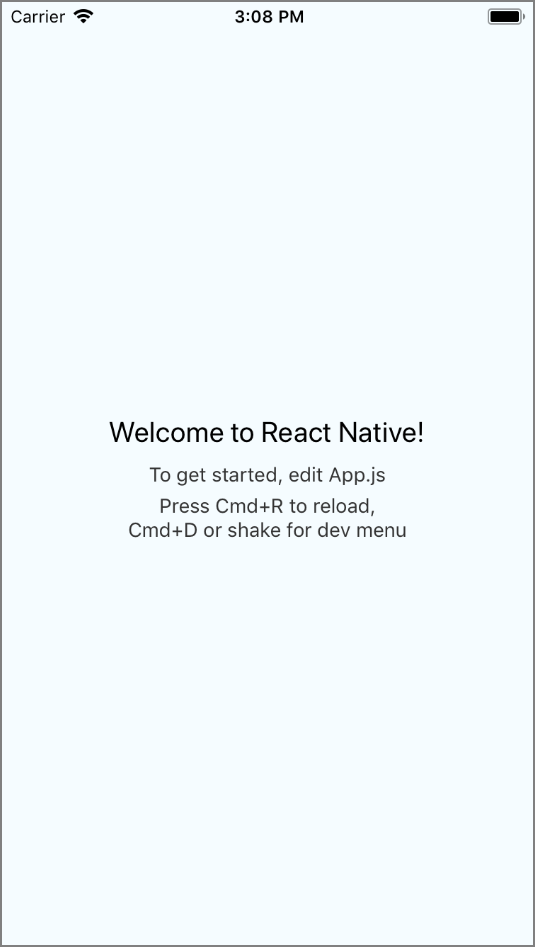 Carrier 3:08 PM
Welcome to React Native!
To get started, edit App.js
Press Cmd+R to reload,
Cmd+D or shake for dev menu